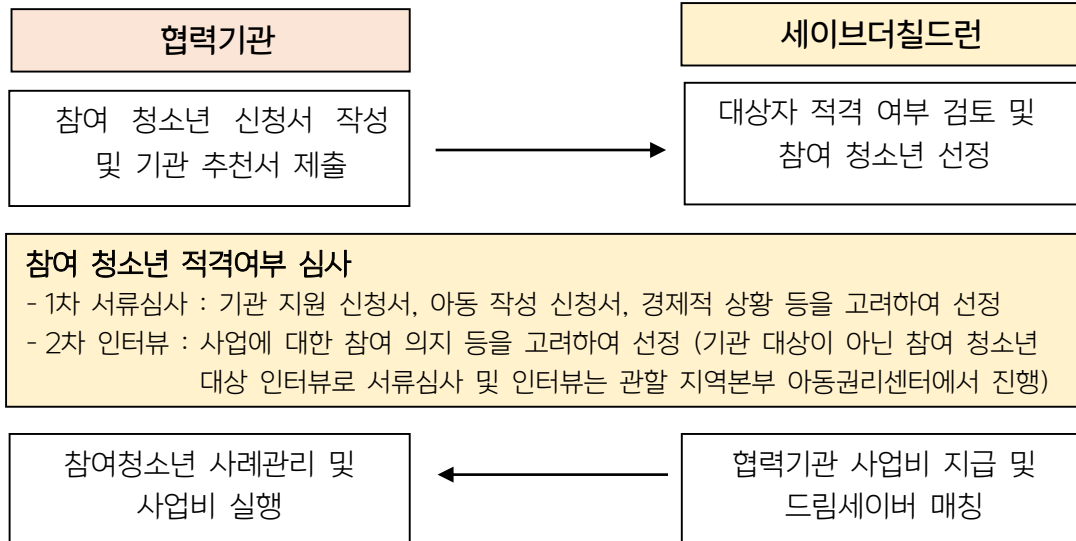 협력기관
세이브더칠드런
참여 청소년 신청서 작성
및 기관 추천서 제출
대상자 적격 여부 검토 및
참여 청소년 선정
참여 청소년 적격여부 심사
- 1차 서류심사 : 기관 지원 신청서, 아동 작성 신청서, 경제적 상황 등을 고려하여 선정
- 2차 인터뷰 : 사업에 대한 참여 의지 등을 고려하여 선정 (기관 대상이 아닌 참여 청소년
대상 인터뷰로 서류심사 및 인터뷰는 관할 지역본부 아동권리센터에서 진행)
참여청소년 사례관리 및
사업비 실행
협력기관 사업비 지급 및
드림세이버 매칭